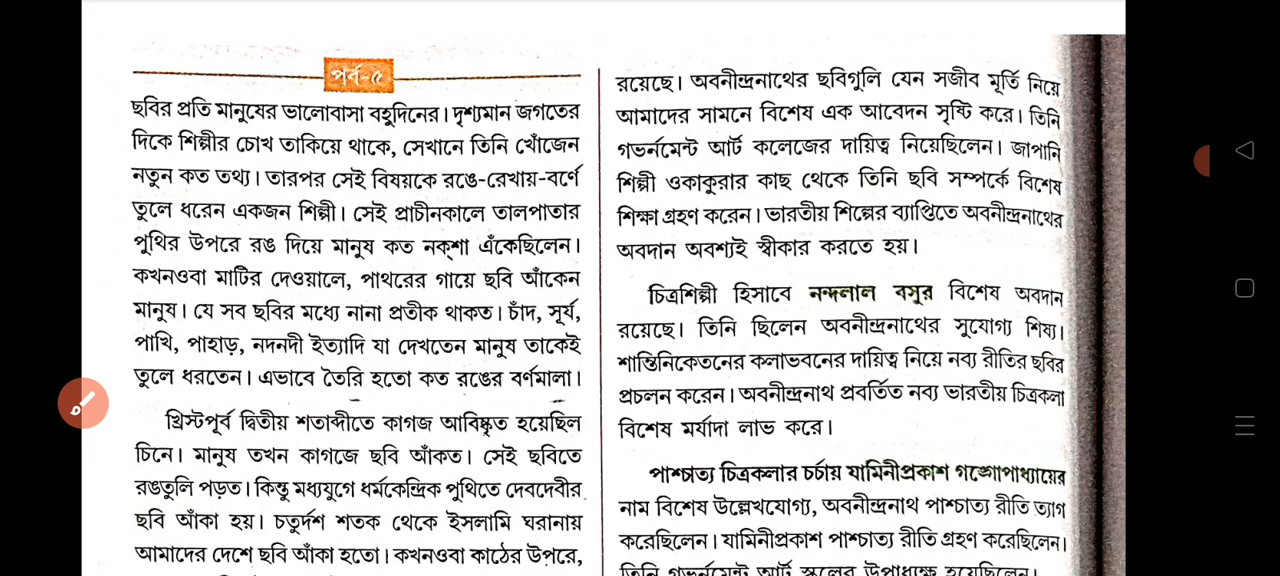 পর্ব-৫
ছবির প্রতি মানুষের ভালোবাসা বহুদিনের। দৃশ্যমান জগতের
দিকে শিল্পীর চোখ তাকিয়ে থাকে, সেখানে তিনি খোঁজেন
নতুন কত তথ্য। তারপর সেই বিষয়কে রঙে-রেখায়-বর্ণে
তুলে ধরেন একজন শিল্পী। সেই প্রাচীনকালে তালপাতার
পুথির উপরে রঙ দিয়ে মানুষ কত নক্‌শা এঁকেছিলেন।
কখনওবা মাটির দেওয়ালে, পাথরের গায়ে ছবি আঁকেন
মানুষ। যে সব ছবির মধ্যে নানা প্রতীক থাকত। চাঁদ, সূর্য,
পাখি, পাহাড়, নদনদী ইত্যাদি যা দেখতেন মানুষ তাকেই
তুলে ধরতেন। এভাবে তৈরি হতো কত রঙের বর্ণমালা।
খ্রিস্টপূর্ব দ্বিতীয় শতাব্দীতে কাগজ আবিষ্কৃত হয়েছিল
চিনে। মানুষ তখন কাগজে ছবি আঁকত। সেই ছবিতে
রঙতুলি পড়ত। কিন্তু মধ্যযুগে ধর্মকেন্দ্রিক পুথিতে দেবদেবীর
ছবি আঁকা হয়। চতুর্দশ শতক থেকে ইসলামি ঘরানায়
আমাদের দেশে ছবি আঁকা হতো। কখনওবা কাঠের উপরে,
রয়েছে। অবনীন্দ্রনাথের ছবিগুলি যেন সজীব মূর্তি নিয়ে
আমাদের সামনে বিশেষ এক আবেদন সৃষ্টি করে। তিনি
গভর্নমেন্ট আর্ট কলেজের দায়িত্ব নিয়েছিলেন। জাপানি
শিল্পী ওকাকুরার কাছ থেকে তিনি ছবি সম্পর্কে বিশেষ
শিক্ষা গ্রহণ করেন। ভারতীয় শিল্পের ব্যাপ্তিতে অবনীন্দ্রনাথের
অবদান অবশ্যই স্বীকার করতে হয়।
চিত্রশিল্পী হিসাবে নন্দলাল বসুর বিশেষ অবদান
রয়েছে। তিনি ছিলেন অবনীন্দ্রনাথের সুযোগ্য শিষ্য।
শান্তিনিকেতনের কলাভবনের দায়িত্ব নিয়ে নব্য রীতির ছবির
প্রচলন করেন। অবনীন্দ্রনাথ প্রবর্তিত নব্য ভারতীয় চিত্রকলা
বিশেষ মর্যাদা লাভ করে।
পাশ্চাত্য চিত্রকলার চর্চায় যামিনীপ্রকাশ গঙ্গোপাধ্যায়ের
নাম বিশেষ উল্লেখযোগ্য, অবনীন্দ্রনাথ পাশ্চাত্য রীতি ত্যাগ
করেছিলেন। যামিনীপ্রকাশ পাশ্চাত্য রীতি গ্রহণ করেছিলেন।
তিনি গভর্নমেন্ট আর্ট স্কুলের উপাধ্যক্ষ হয়েছিলেন।